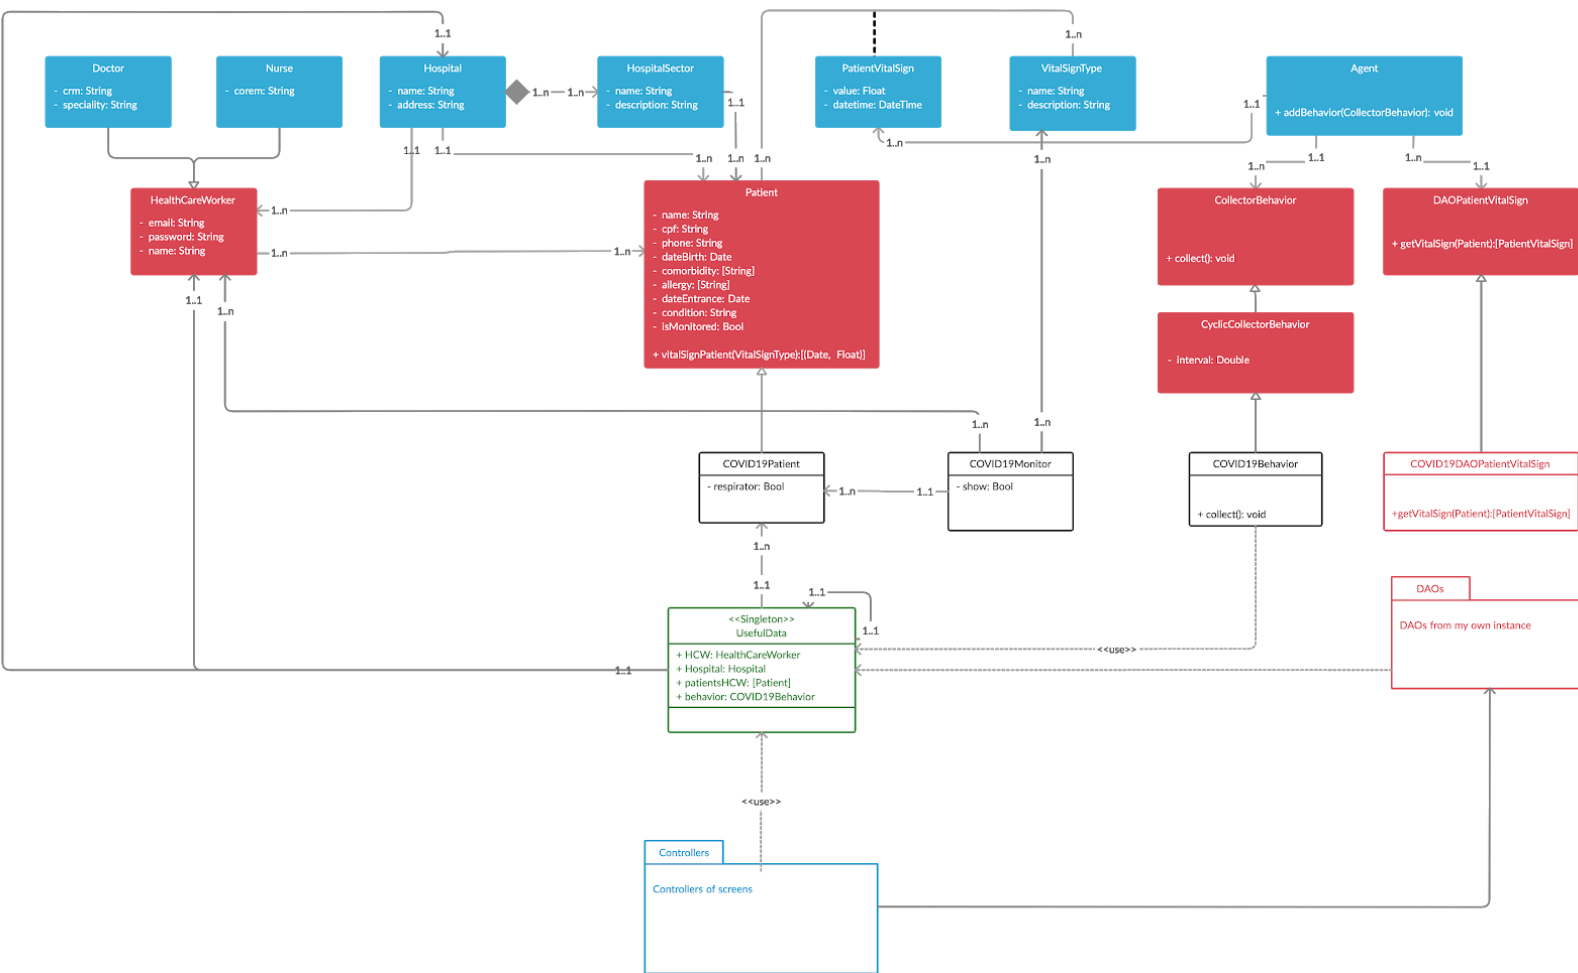 1..1
1..n
Doctor
- crm: String
- speciality: String
Nurse
- corem: String
Hospital
- name: String
- address: String
1..n
1..n
HospitalSector
- name: String
- description: String
PatientVitalSign
- value: Float
- datetime: DateTime
VitalSignType
- name: String
- description: String
Agent
+ addBehavior(CollectorBehavior): void
1..1
1..1
1..n
1..1
1..1
1..n
1..n
1..n
1..n
1..n
1..1
1..n
1..1
HealthCareWorker
- email: String
- password: String
- name: String
1..n
1..n
1..n
Patient
- name: String
- cpf: String
- phone: String
- dateBirth: Date
- comorbidity: [String]
- allergy: [String]
- dateEntrance: Date
- condition: String
- isMonitored: Bool
+ vitalSignPatient(VitalSignType):[(Date, Float)]
CollectorBehavior
+ collect(): void
DAOPatientVitalSign
+ getVitalSign(Patient):[PatientVitalSign]
1..1
1..n
CyclicCollectorBehavior
- interval: Double
1..n
1..n
COVID19Patient
- respirator: Bool
1..n
1..1
COVID19Monitor
- show: Bool
COVID19Behavior
+ collect(): void
COVID19DAOPatientVitalSign
+getVitalSign(Patient):[PatientVitalSign]
1..n
1..1
1..1
1..1
<<Singleton>>
UsefulData
+ HCW: HealthCareWorker
+ Hospital: Hospital
+ patientsHCW: [Patient]
+ behavior: COVID19Behavior
1..1
<<use>>
DAOs
DAOs from my own instance
<<use>>
Controllers
Controllers of screens